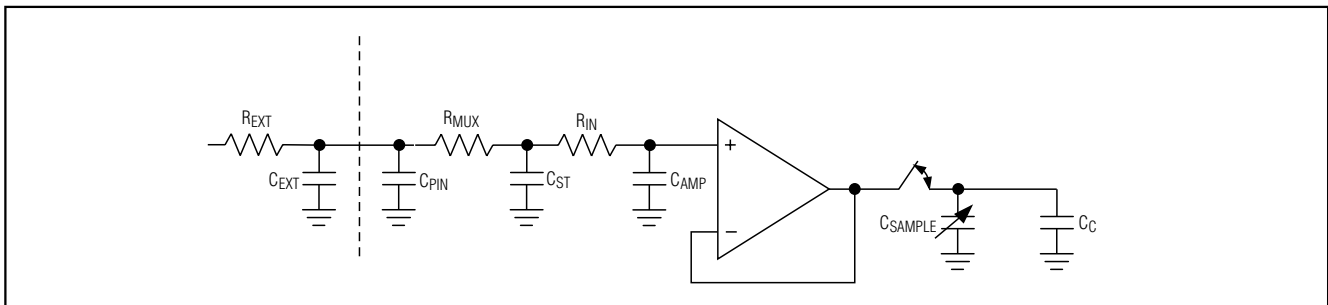 REXT
CEXT
CPIN
RMUX
CST
RIN
CAMP
+
−
CSAMPLE
CC